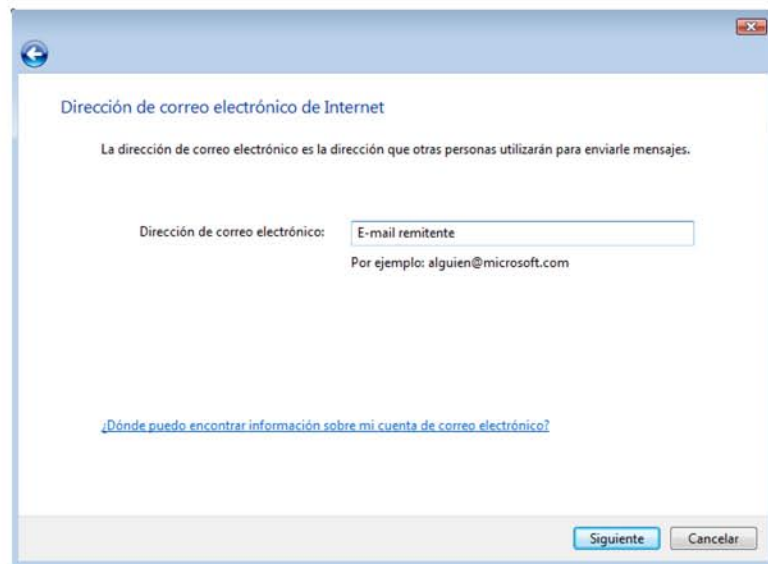 Dirección de correo electrónico de Internet
La dirección de correo electrónico es la dirección que otras personas utilizarán para enviarle mensajes.
Dirección de correo electrónico: E-mail remitente
Por ejemplo: alguien@microsoft.com
¿Dónde puedo encontrar información sobre mi cuenta de correo electrónico?
Siguiente Cancelar